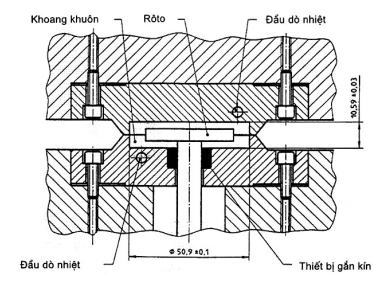 Khoang khuôn
Rôto
Đầu dò nhiệt
10,59 ±0,03
Đầu dò nhiệt
Φ 50,9 ±0,1
Thiết bị gắn kín